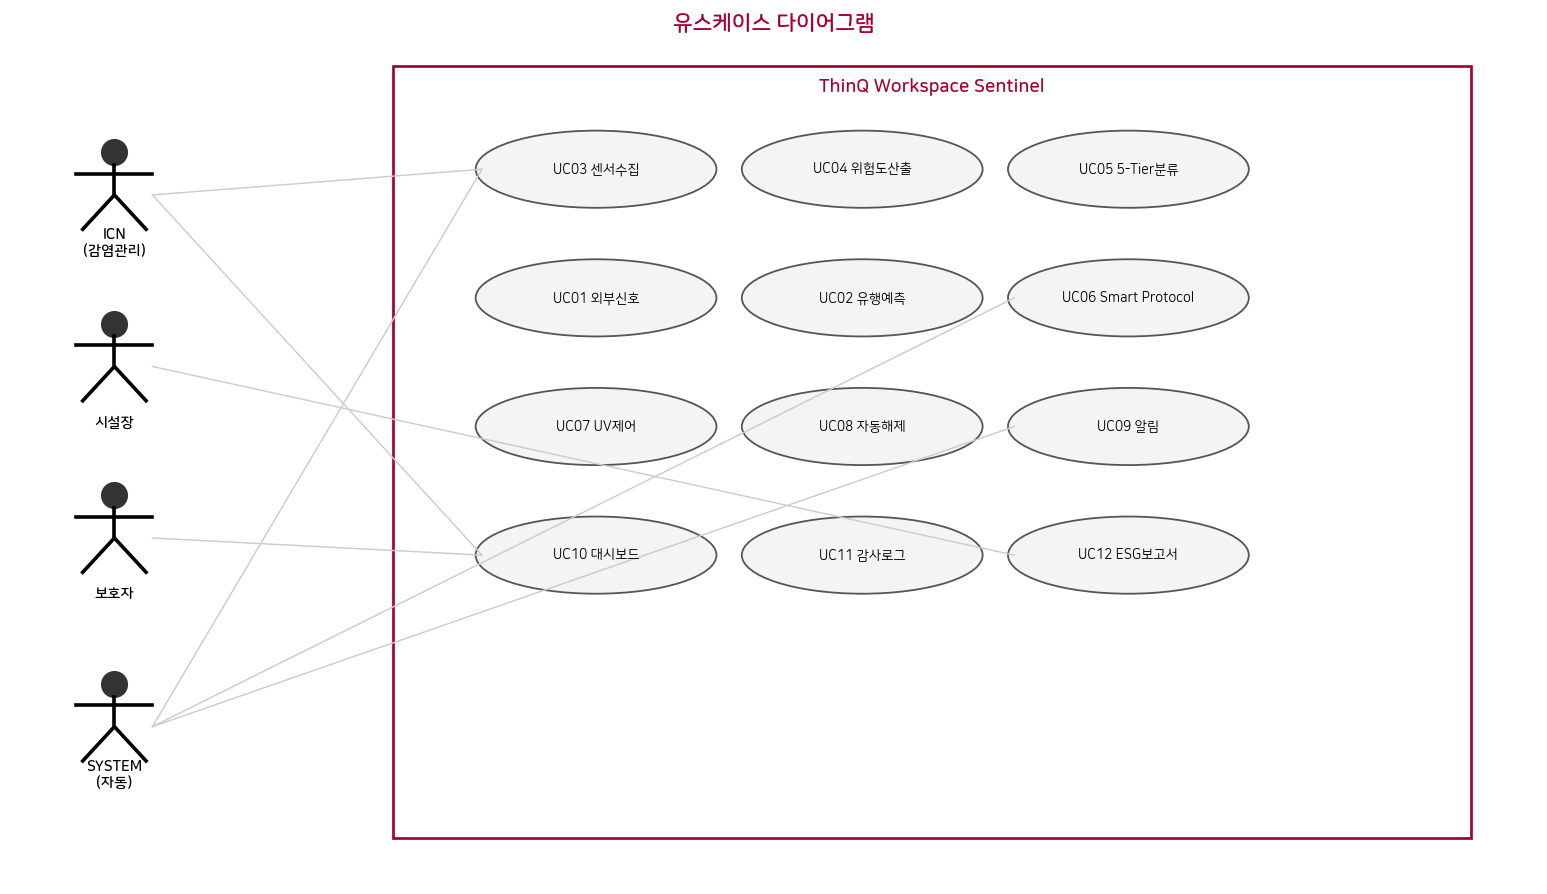 유스케이스 다이어그램
ThinQ Workspace Sentinel
ICN
(감염관리)
시설장
보호자
SYSTEM
(자동)
UC03 센서수집
UC04 위험도산출
UC05 5-Tier분류
UC01 외부신호
UC02 유행예측
UC06 Smart Protocol
UC07 UV제어
UC08 자동해제
UC09 알림
UC10 대시보드
UC11 감사로그
UC12 ESG보고서